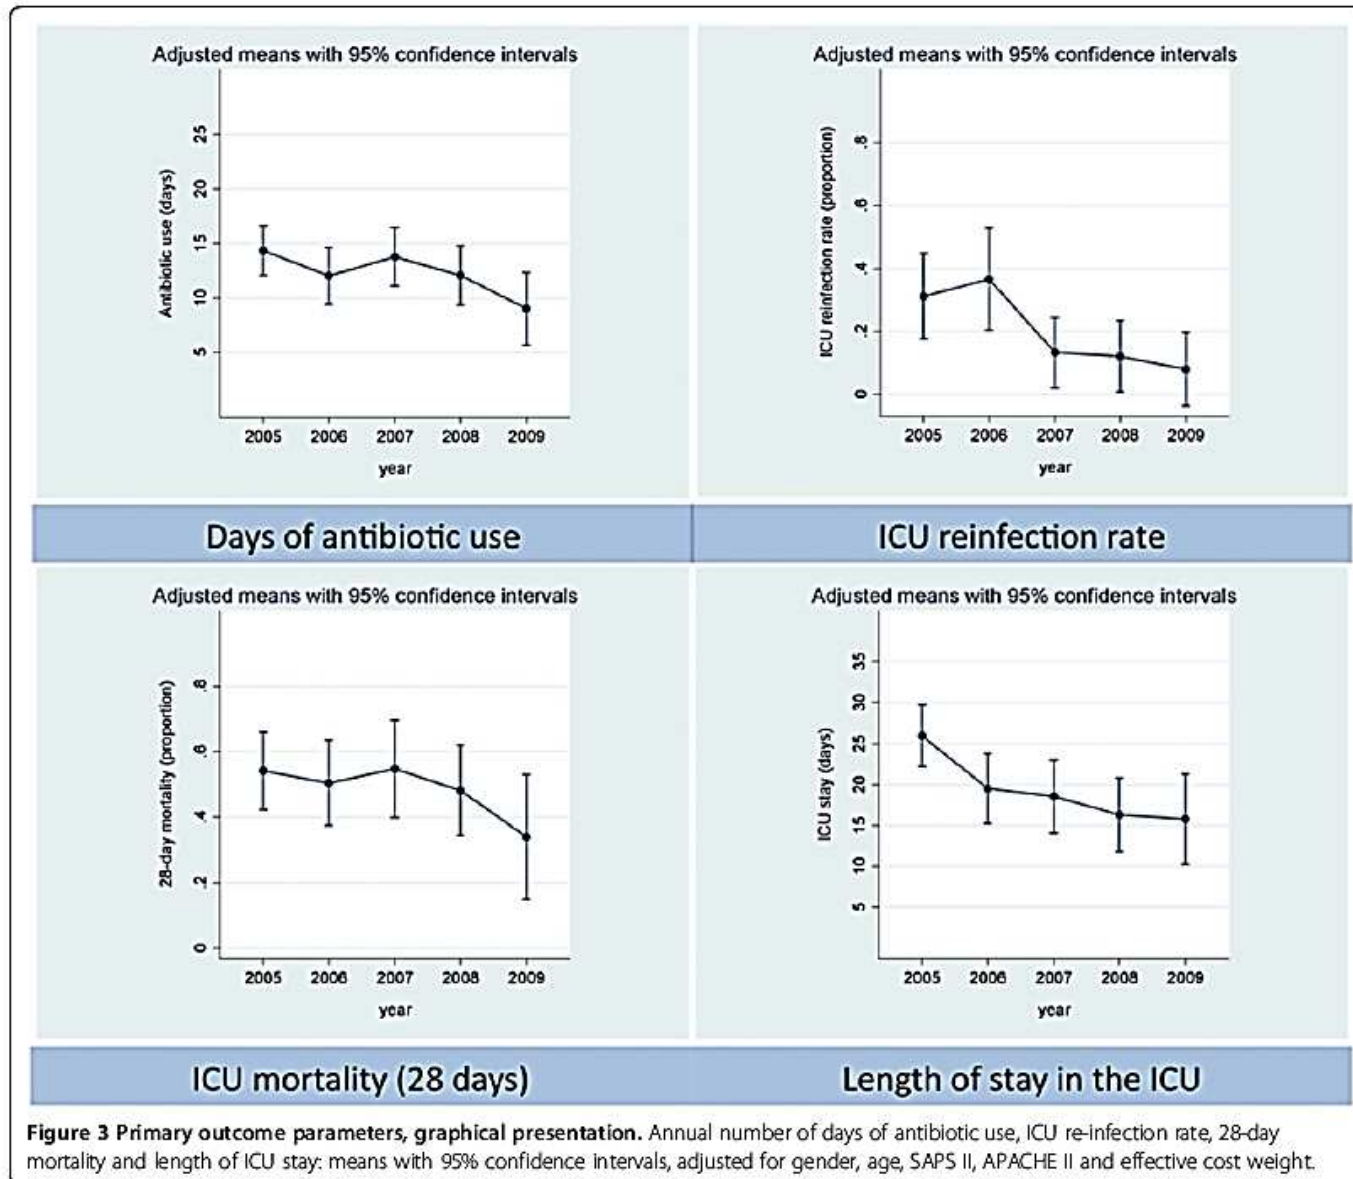 Adjusted means with 95% confidence intervals
Antibiotic use (days)
25
20
15
10
5
2005 2006 2007 2008 2009
year
Days of antibiotic use
Adjusted means with 95% confidence intervals
ICU reinfection rate (proportion)
.8
.6
.4
.2
0
2005 2006 2007 2008 2009
year
ICU reinfection rate
Adjusted means with 95% confidence intervals
28-day mortality (proportion)
.8
.6
.4
.2
0
2005 2006 2007 2008 2009
year
ICU mortality (28 days)
Adjusted means with 95% confidence intervals
ICU stay (days)
35
30
25
20
15
10
5
2005 2006 2007 2008 2009
year
Length of stay in the ICU
Figure 3 Primary outcome parameters, graphical presentation. Annual number of days of antibiotic use, ICU re-infection rate, 28-day
mortality and length of ICU stay: means with 95% confidence intervals, adjusted for gender, age, SAPS II, APACHE II and effective cost weight.